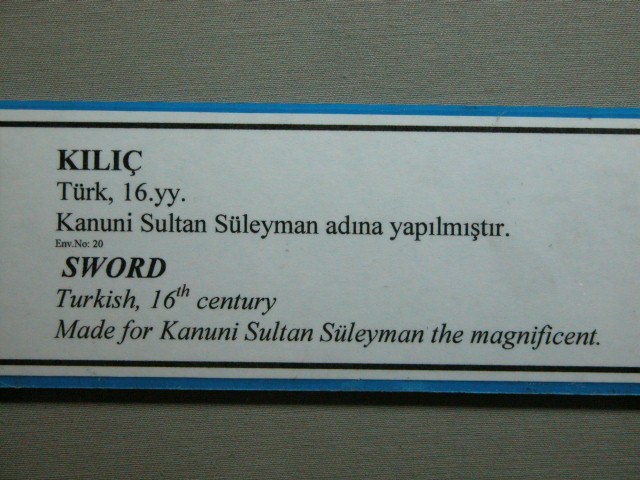 KILIÇ
Türk, 16.yy.
Kanuni Sultan Süleyman adına yapılmıştır.
Env.No: 20
SWORD
Turkish, 16th century
Made for Kanuni Sultan Süleyman the magnificent.